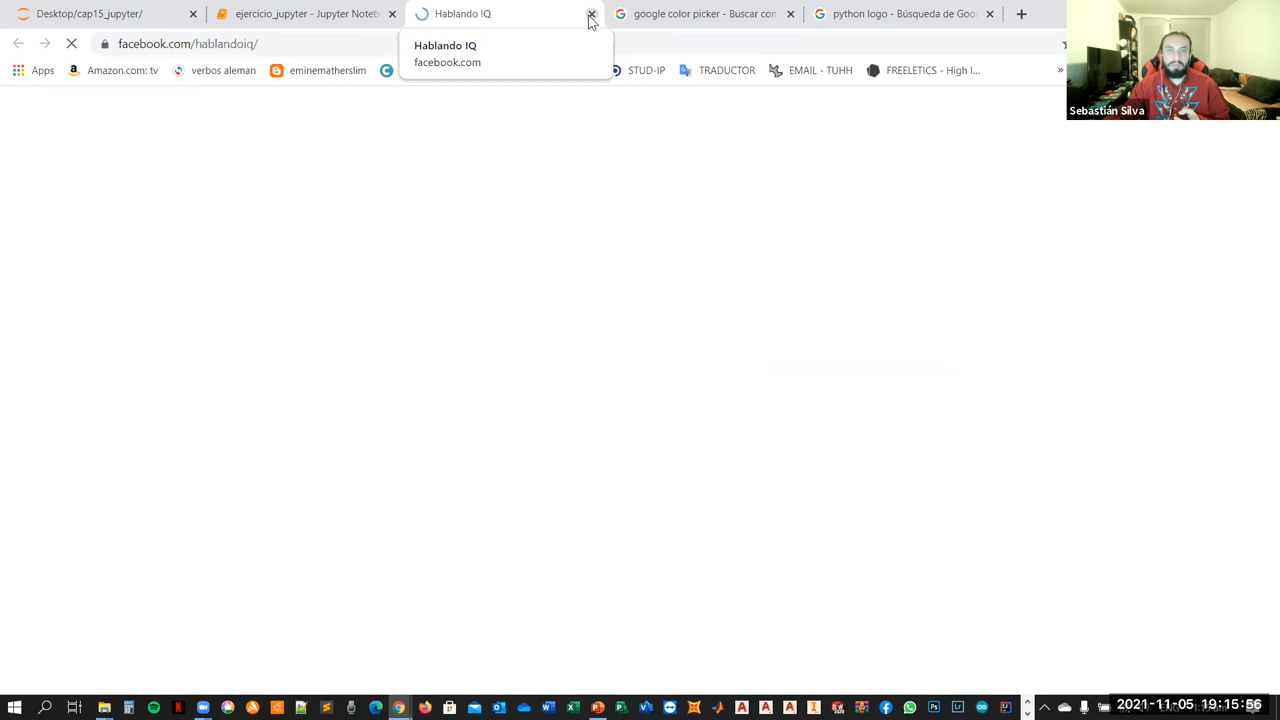 Desktop/cap15_jupyter/
ejercicio_jupyter - Jupyter Noteb
Hablando IQ
google color picker - Buscar con
python logo - Búsqueda de Goo
facebook.com/hablandoiq/
Hablando IQ
facebook.com
Apps
Amazon.com: tv
verbos aleman
eminematherslim
STUD-IP
TRADUCTOR
EMAIL - TUHH
FREELETICS - High I...
»
Sebastián Silva
2021-11-05 19:15:56